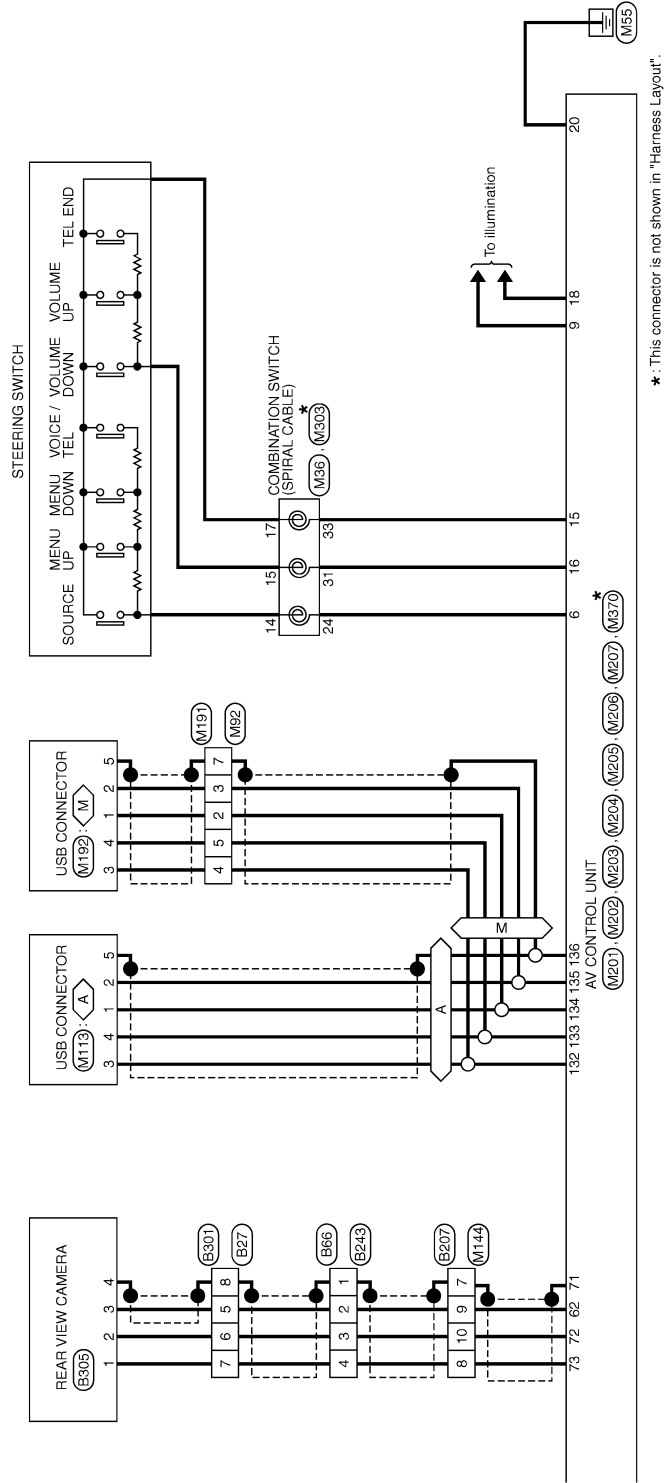 REAR VIEW CAMERA
B305
1 2 3 4
7 6 5 8
B301
B27
4 3 2 1
B66
B243
8 10 9 7
B207
M144
73 72 62 71
USB CONNECTOR
M113 : A
3 4 1 2 5
A
132 133 134 135 136
USB CONNECTOR
M192 : M
3 4 1 2 5
4 5 2 3 7
M191
M92
M
STEERING SWITCH
SOURCE
MENU UP
MENU DOWN
VOICE / TEL
VOLUME DOWN
VOLUME UP
TEL END
14 15 17
COMBINATION SWITCH
(SPIRAL CABLE)
M36 , M303 *
24 31 33
6 16 15
To illumination
9 18
20
M55
AV CONTROL UNIT
M201 , M202 , M203 , M204 , M205 , M206 , M207 , M370 *
* : This connector is not shown in "Harness Layout".